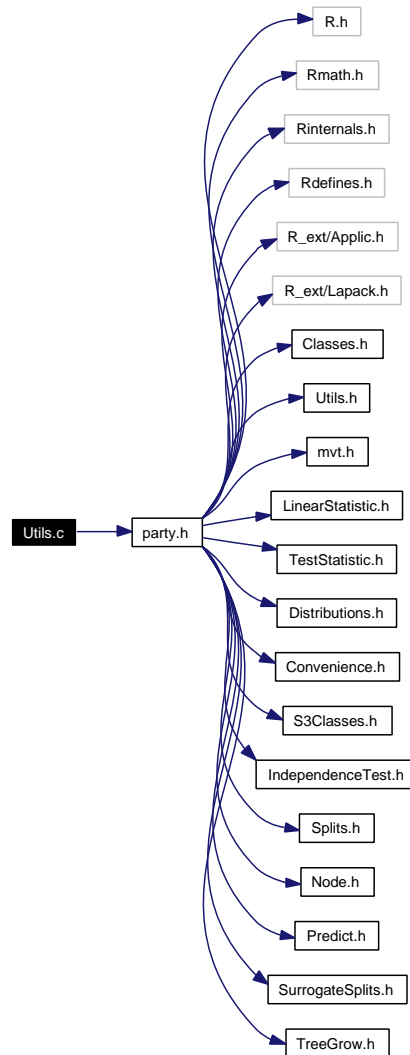 R.h
Rmath.h
Rinternals.h
Rdefines.h
R_ext/Applic.h
R_ext/Lapack.h
Classes.h
Utils.h
mvt.h
LinearStatistic.h
Utils.c
party.h
TestStatistic.h
Distributions.h
Convenience.h
S3Classes.h
IndependenceTest.h
Splits.h
Node.h
Predict.h
SurrogateSplits.h
TreeGrow.h